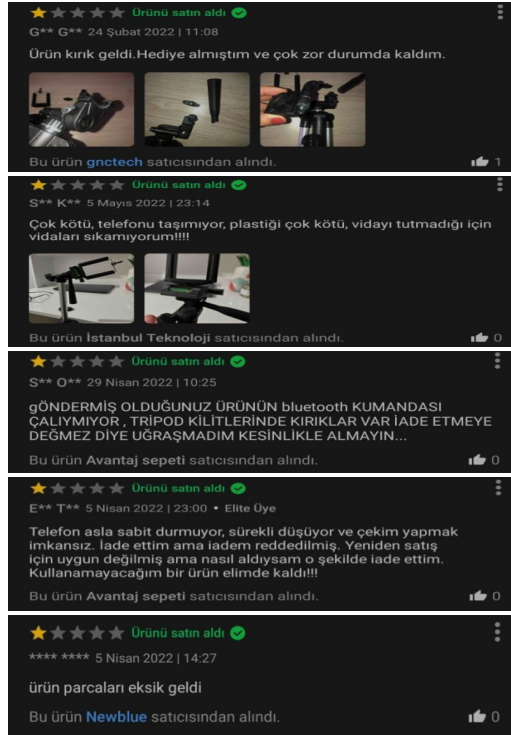 Ürünü satın aldı
G** G** 24 Şubat 2022 | 11:08
Ürün kırık geldi.Hediye almıştım ve çok zor durumda kaldım.
Bu ürün gnctech satıcısından alındı.
1
Ürünü satın aldı
S** K** 5 Mayıs 2022 | 23:14
Çok kötü, telefonu taşımıyor, plastiği çok kötü, vidayı tutmadığı için
vidaları sıkamıyorum!!!!
Bu ürün İstanbul Teknoloji satıcısından alındı.
0
Ürünü satın aldı
S** O** 29 Nisan 2022 | 10:25
gÖNDERMİŞ OLDUĞUNUZ ÜRÜNÜN bluetooth KUMANDASI
ÇALIYMIYOR , TRİPOD KİLİTLERİNDE KIRIKLAR VAR İADE ETMEYE
DEĞMEZ DİYE UĞRAŞMADIM KESİNLİKLE ALMAYIN...
Bu ürün Avantaj sepeti satıcısından alındı.
0
Ürünü satın aldı
E** T** 5 Nisan 2022 | 23:00 • Elite Üye
Telefon asla sabit durmuyor, sürekli düşüyor ve çekim yapmak
imkansız. İade ettim ama iadem reddedilmiş. Yeniden satış
için uygun değilmiş ama nasıl aldıysam o şekilde iade ettim.
Kullanamayacağım bir ürün elimde kaldı!!!
Bu ürün Avantaj sepeti satıcısından alındı.
0
Ürünü satın aldı
**** **** 5 Nisan 2022 | 14:27
ürün parcaları eksik geldi
Bu ürün Newblue satıcısından alındı.
0